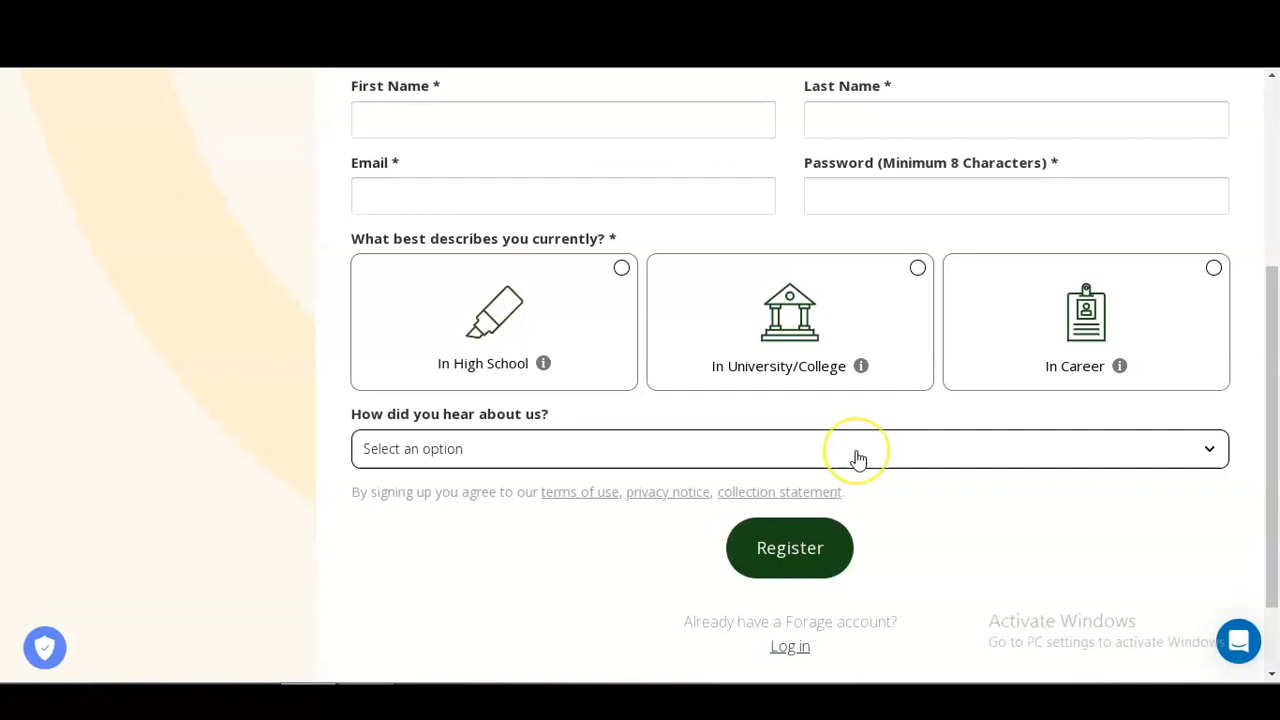 First Name *
Last Name *
Email *
Password (Minimum 8 Characters) *
What best describes you currently? *
In High School
In University/College
In Career
How did you hear about us?
Select an option
By signing up you agree to our terms of use, privacy notice, collection statement.
Register
Already have a Forage account?
Log in
Activate Windows
Go to PC settings to activate Windows.